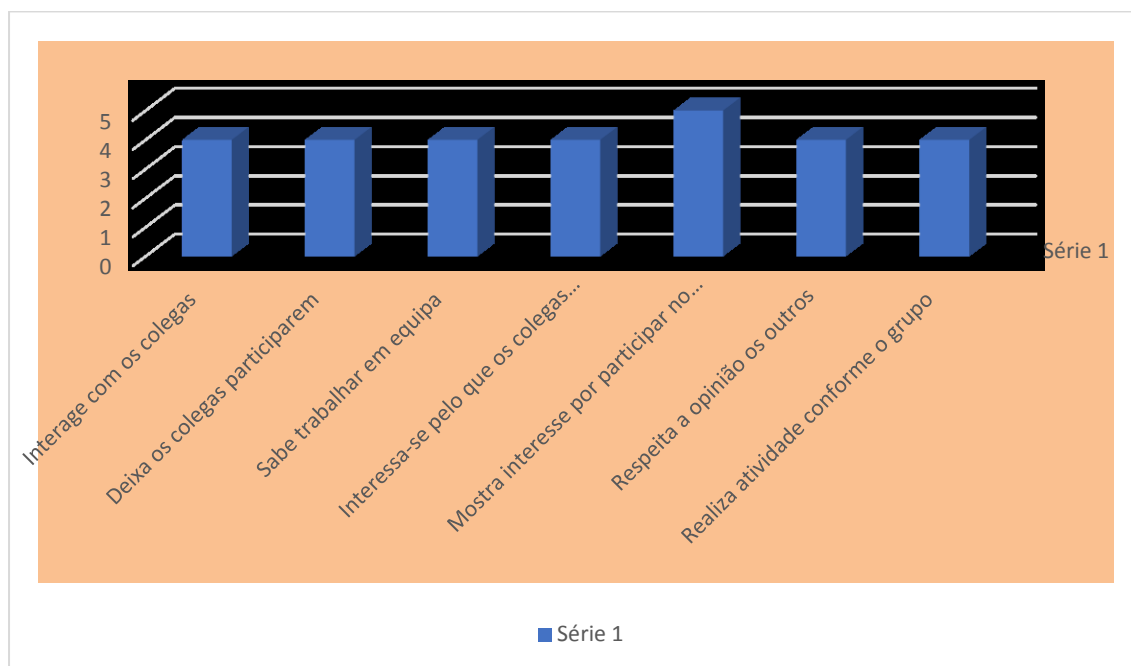 5
4
3
2
1
0
Série 1
Interage com os colegas
Deixa os colegas participarem
Sabe trabalhar em equipa
Interessa-se pelo que os colegas...
Mostra interesse por participar no...
Respeita a opinião os outros
Realiza atividade conforme o grupo
Série 1